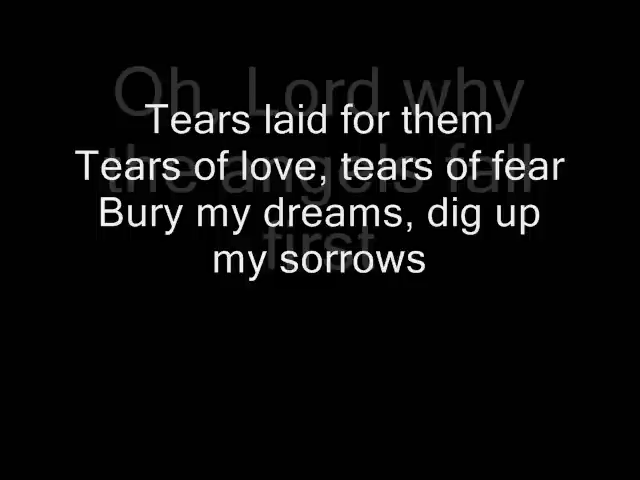 Oh, Lord why
the angels fall
first
Tears laid for them
Tears of love, tears of fear
Bury my dreams, dig up
my sorrows